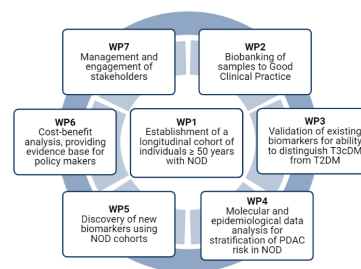 WP7
Management and
engagement of
stakeholders
WP2
Biobanking of
samples to Good
Clinical Practice
WP6
Cost-benefit
analysis, providing
evidence base for
policy makers
WP1
Establishment of a
longitudinal cohort of
individuals ≥ 50 years
with NOD
WP3
Validation of existing
biomarkers for ability
to distinguish T3cDM
from T2DM
WP5
Discovery of new
biomarkers using
NOD cohorts
WP4
Molecular and
epidemiological data
analysis for
stratification of PDAC
risk in NOD